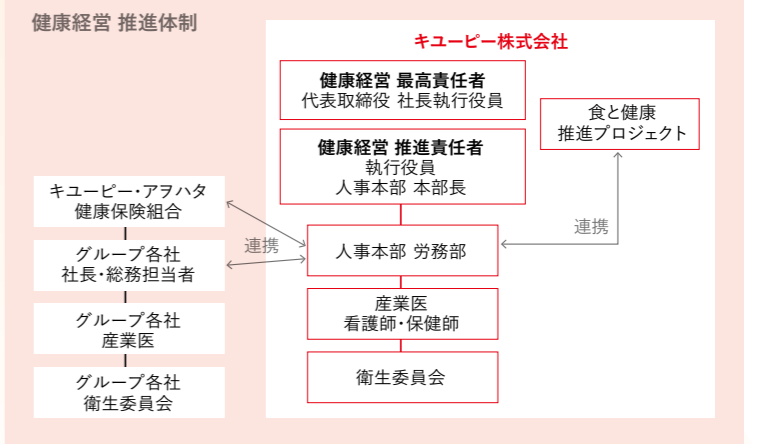 健康経営 推進体制
キユーピー株式会社
健康経営 最高責任者
代表取締役 社長執行役員
食と健康
推進プロジェクト
健康経営 推進責任者
執行役員
人事本部 本部長
キユーピー・アヲハタ
健康保険組合
連携
連携
グループ各社
社長・総務担当者
人事本部 労務部
グループ各社
産業医
産業医
看護師・保健師
グループ各社
衛生委員会
衛生委員会